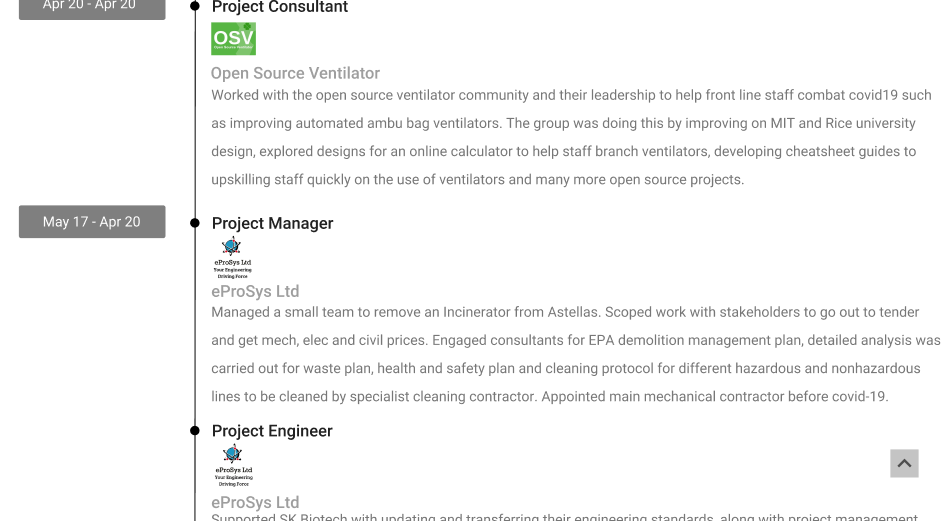 Apr 20 - Apr 20
Project Consultant
OSV
Open Source Ventilator
Open Source Ventilator
Worked with the open source ventilator community and their leadership to help front line staff combat covid19 such
as improving automated ambu bag ventilators. The group was doing this by improving on MIT and Rice university
design, explored designs for an online calculator to help staff branch ventilators, developing cheatsheet guides to
upskilling staff quickly on the use of ventilators and many more open source projects.
May 17 - Apr 20
Project Manager
eProSys Ltd
Your Engineering
Driving Force
eProSys Ltd
Managed a small team to remove an Incinerator from Astellas. Scoped work with stakeholders to go out to tender
and get mech, elec and civil prices. Engaged consultants for EPA demolition management plan, detailed analysis was
carried out for waste plan, health and safety plan and cleaning protocol for different hazardous and nonhazardous
lines to be cleaned by specialist cleaning contractor. Appointed main mechanical contractor before covid-19.
Project Engineer
eProSys Ltd
Your Engineering
Driving Force
eProSys Ltd
Supported SK Biotech with updating and transferring their engineering standards, along with project management